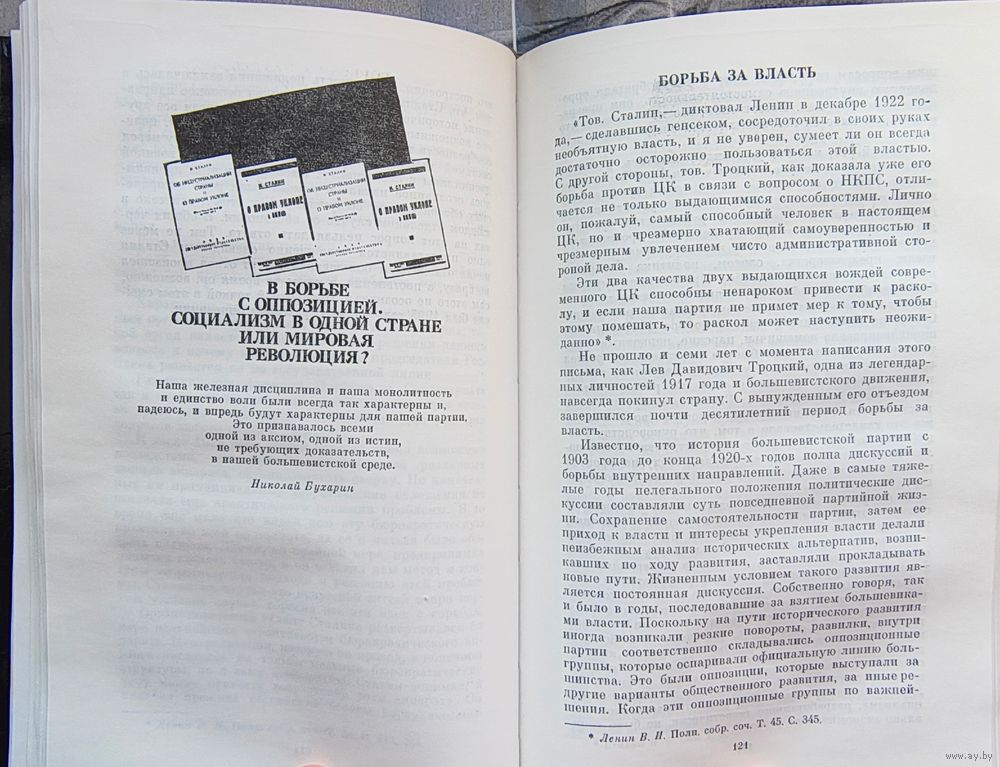 И. СТАЛИН
ОБ ИНДУСТРИАЛИЗАЦИИ
СТРАНЫ
И
О ПРАВОМ УКЛОНЕ
И. СТАЛИН
О ПРАВОМ УКЛОНЕ
И. СТАЛИН
ОБ ИНДУСТРИАЛИЗАЦИИ
СТРАНЫ
И
О ПРАВОМ УКЛОНЕ
И. СТАЛИН
О ПРАВОМ УКЛОНЕ
В БОРЬБЕ
С ОППОЗИЦИЕЙ.
СОЦИАЛИЗМ В ОДНОЙ СТРАНЕ
ИЛИ МИРОВАЯ
РЕВОЛЮЦИЯ?
Наша железная дисциплина и наша монолитность
и единство воли были всегда так характерны и,
надеюсь, и впредь будут характерны для нашей партии.
Это признавалось всеми
одной из аксиом, одной из истин,
не требующих доказательств,
в нашей большевистской среде.
Николай Бухарин
БОРЬБА ЗА ВЛАСТЬ
«Тов. Сталин,— диктовал Ленин в декабре 1922 го-
да,— сделавшись генсеком, сосредоточил в своих руках
необъятную власть, и я не уверен, сумеет ли он всегда
достаточно осторожно пользоваться этой властью.
С другой стороны, тов. Троцкий, как доказала уже его
борьба против ЦК в связи с вопросом о НКПС, отли-
чается не только выдающимися способностями. Лично
он, пожалуй, самый способный человек в настоящем
ЦК, но и чрезмерно хватающий самоуверенностью и
чрезмерным увлечением чисто административной сто-
роной дела.
Эти два качества двух выдающихся вождей совре-
менного ЦК способны ненароком привести к раско-
лу, и если наша партия не примет мер к тому, чтобы
этому помешать, то раскол может наступить неожи-
данно» *.
Не прошло и семи лет с момента написания этого
письма, как Лев Давидович Троцкий, одна из легендар-
ных личностей 1917 года и большевистского движения,
навсегда покинул страну. С вынужденным его отъездом
завершился почти десятилетний период борьбы за
власть.
Известно, что история большевистской партии с
1903 года до конца 1920-х годов полна дискуссий и
борьбы внутренних направлений. Даже в самые тяже-
лые годы нелегального положения политические дис-
куссии составляли суть повседневной партийной жиз-
ни. Сохранение самостоятельности партии, затем ее
приход к власти и интересы укрепления власти делали
неизбежным анализ исторических альтернатив, возни-
кавших по ходу развития, заставляли прокладывать
новые пути. Жизненным условием такого развития яв-
ляется постоянная дискуссия. Собственно говоря, так
и было в годы, последовавшие за взятием большевика-
ми власти. Поскольку на пути исторического развития
иногда возникали резкие повороты, развилки, внутри
партии соответственно складывались оппозиционные
группы, которые оспаривали официальную линию боль-
шинства. Это были оппозиции, которые выступали за
другие варианты общественного развития, за иные ре-
шения. Когда эти оппозиционные группы по важней-
* Ленин В. И. Полн. собр. соч. Т. 45. С. 345.
121
www.ay.by